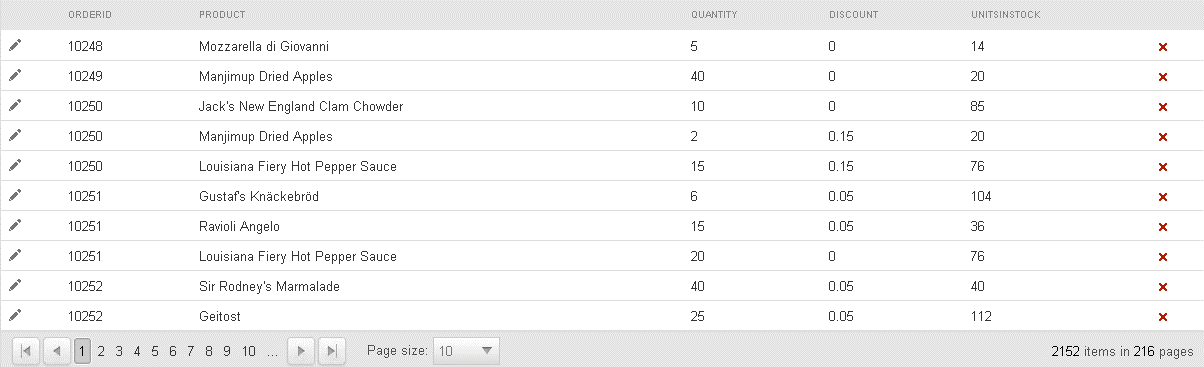 ORDERID PRODUCT QUANTITY DISCOUNT UNITSINSTOCK
10248 Mozzarella di Giovanni 5 0 14
10249 Manjimup Dried Apples 40 0 20
10250 Jack's New England Clam Chowder 10 0 85
10250 Manjimup Dried Apples 2 0.15 20
10250 Louisiana Fiery Hot Pepper Sauce 15 0.15 76
10251 Gustaf's Knäckebröd 6 0.05 104
10251 Ravioli Angelo 15 0.05 36
10251 Louisiana Fiery Hot Pepper Sauce 20 0 76
10252 Sir Rodney's Marmalade 40 0.05 40
10252 Geitost 25 0.05 112
1 2 3 4 5 6 7 8 9 10 ... Page size: 10 2152 items in 216 pages